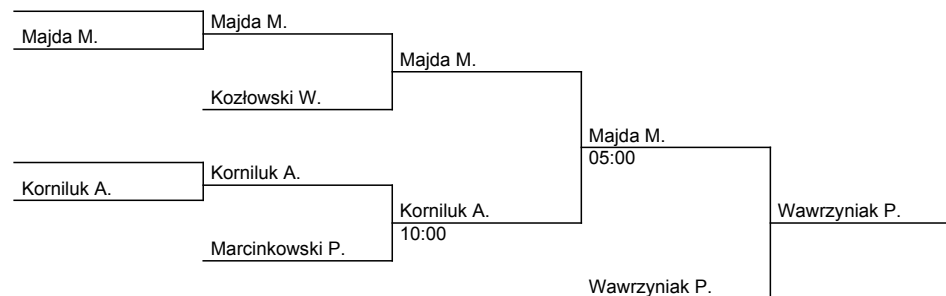 Majda M.
Majda M.
Majda M.
Kozłowski W.
Majda M.
05:00
Korniluk A.
Korniluk A.
Korniluk A.
10:00
Wawrzyniak P.
Marcinkowski P.
Wawrzyniak P.